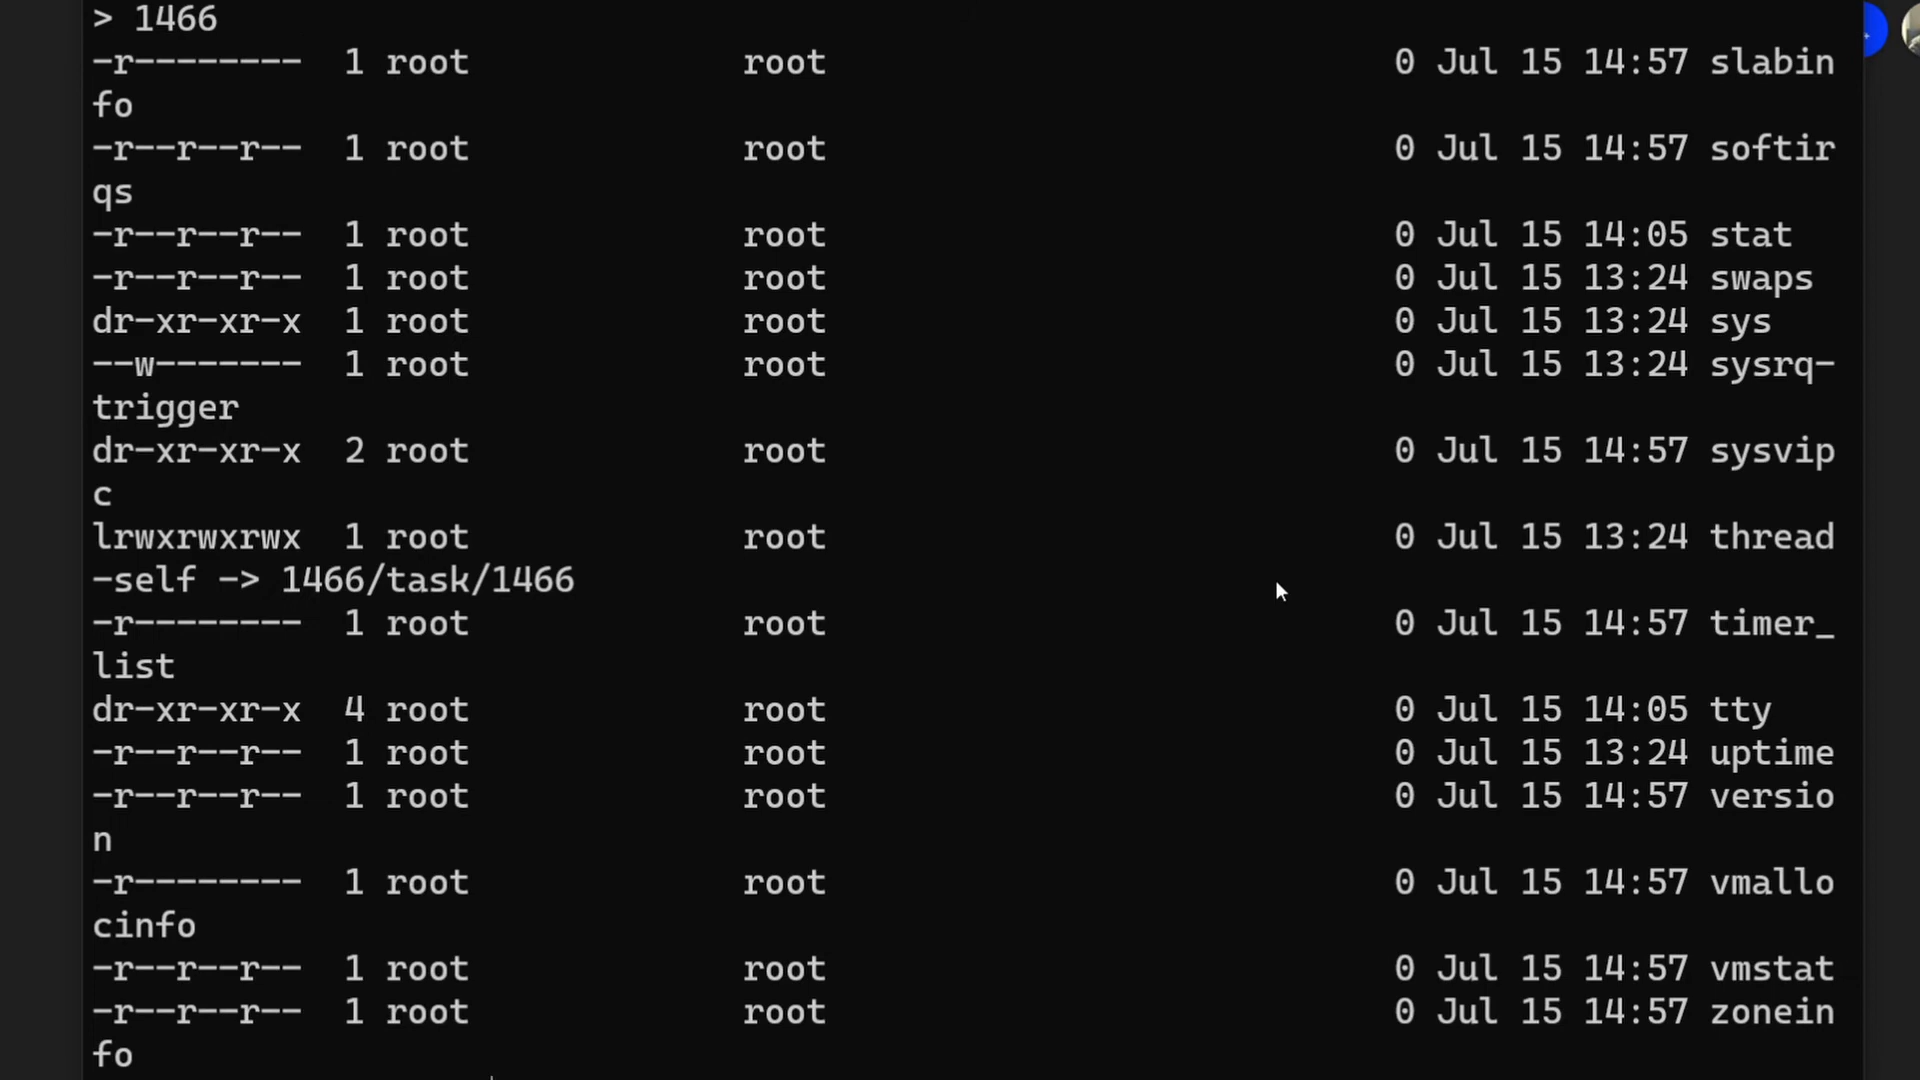 > 1466
-r-------- 1 root root 0 Jul 15 14:57 slabin
fo
-r--r--r-- 1 root root 0 Jul 15 14:57 softir
qs
-r--r--r-- 1 root root 0 Jul 15 14:05 stat
-r--r--r-- 1 root root 0 Jul 15 13:24 swaps
dr-xr-xr-x 1 root root 0 Jul 15 13:24 sys
--w------- 1 root root 0 Jul 15 13:24 sysrq-
trigger
dr-xr-xr-x 2 root root 0 Jul 15 14:57 sysvip
c
lrwxrwxrwx 1 root root 0 Jul 15 13:24 thread
-self -> 1466/task/1466
-r-------- 1 root root 0 Jul 15 14:57 timer_
list
dr-xr-xr-x 4 root root 0 Jul 15 14:05 tty
-r--r--r-- 1 root root 0 Jul 15 13:24 uptime
-r--r--r-- 1 root root 0 Jul 15 14:57 versio
n
-r-------- 1 root root 0 Jul 15 14:57 vmallo
cinfo
-r--r--r-- 1 root root 0 Jul 15 14:57 vmstat
-r--r--r-- 1 root root 0 Jul 15 14:57 zonein
fo